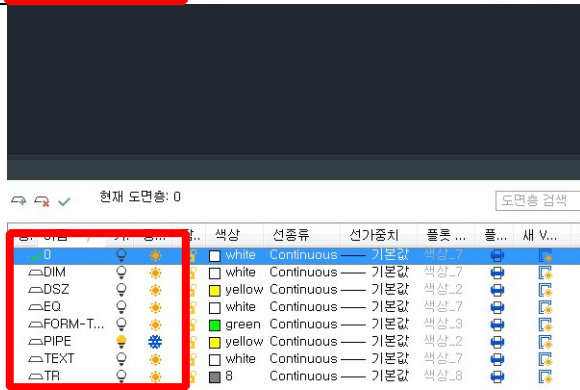 현재 도면층: 0
도면층 검색
이름 색상 선종류 선가중치 플롯 ... 플... 새 V...
0 white Continuous 기본값 색상_7
DIM white Continuous 기본값 색상_7
DSZ yellow Continuous 기본값 색상_2
EQ white Continuous 기본값 색상_7
FORM-T... green Continuous 기본값 색상_3
PIPE yellow Continuous 기본값 색상_2
TEXT white Continuous 기본값 색상_7
TR 8 Continuous 기본값 색상_8